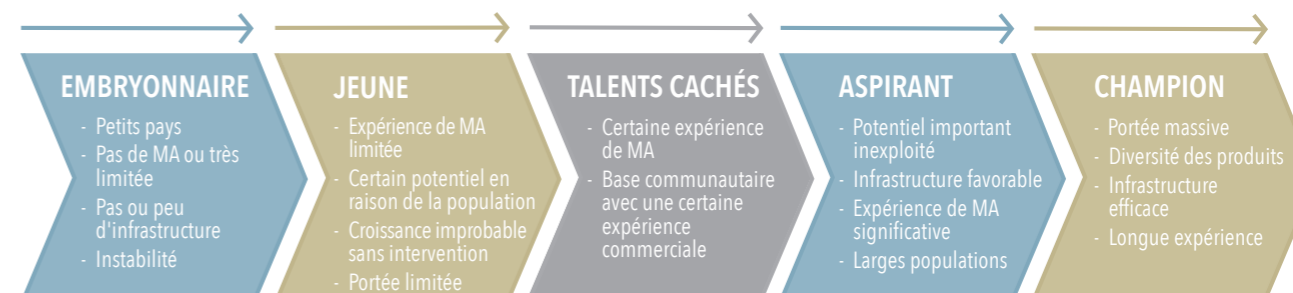 EMBRYONNAIRE
- Petits pays
- Pas de MA ou très
limitée
- Pas ou peu
d'infrastructure
- Instabilité
JEUNE
- Expérience de MA
limitée
- Certain potentiel en
raison de la population
- Croissance improbable
sans intervention
- Portée limitée
TALENTS CACHÉS
- Certaine expérience
de MA
- Base communautaire
avec une certaine
expérience
commerciale
ASPIRANT
- Potentiel important
inexploité
- Infrastructure favorable
- Expérience de MA
significative
- Larges populations
CHAMPION
- Portée massive
- Diversité des produits
- Infrastructure
efficace
- Longue expérience